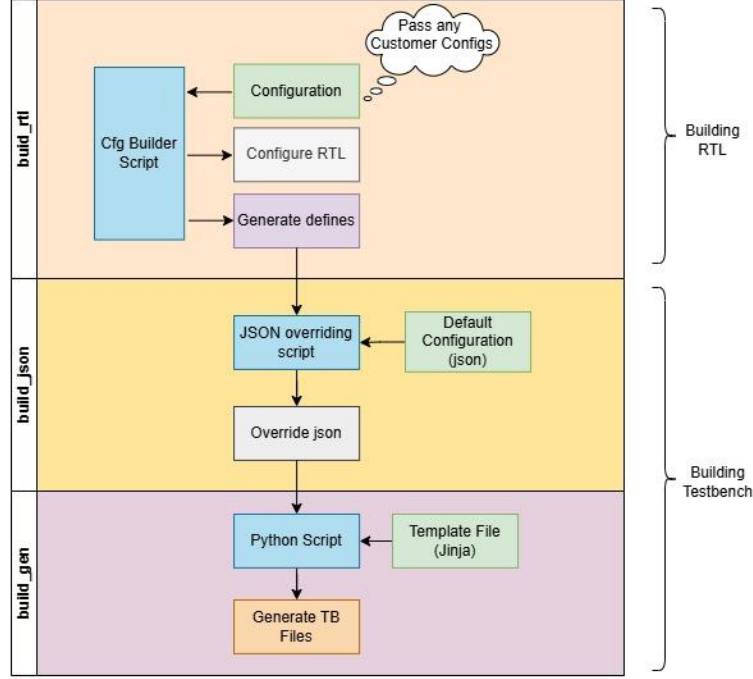 Pass any
Customer Configs
Configuration
buid_rtl
Cfg Builder
Script
Configure RTL
Building
RTL
Generate defines
JSON overriding
script
Default
Configuration
(json)
build_json
Override json
Building
Testbench
Python Script
Template File
(Jinja)
build_gen
Generate TB
Files